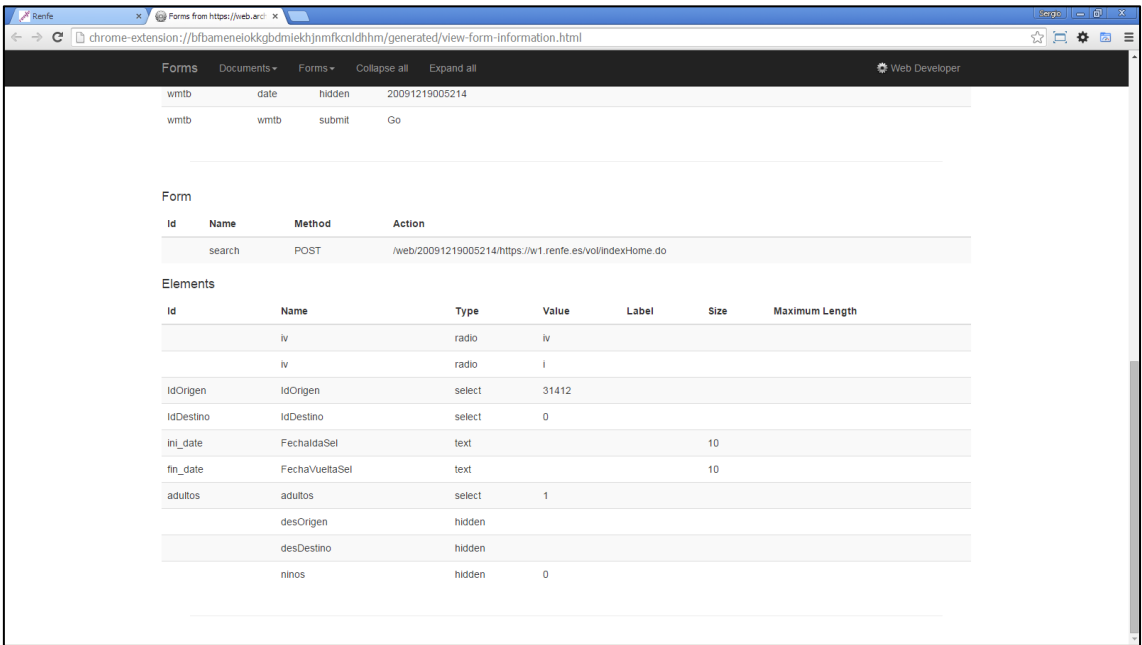 Renfe
Forms from https://web.arch
Sergio
chrome-extension://bfbameneiokkgbdmiekhjnmfkcnldhhm/generated/view-form-information.html
Forms Documents Forms Collapse all Expand all Web Developer
wmtb date hidden 20091219005214
wmtb wmtb submit Go
Form
Id Name Method Action
search POST /web/20091219005214/https://w1.renfe.es/vol/indexHome.do
Elements
Id Name Type Value Label Size Maximum Length
iv radio iv
iv radio i
IdOrigen IdOrigen select 31412
IdDestino IdDestino select 0
ini_date FechaIdaSel text 10
fin_date FechaVueltaSel text 10
adultos adultos select 1
desOrigen hidden
desDestino hidden
ninos hidden 0